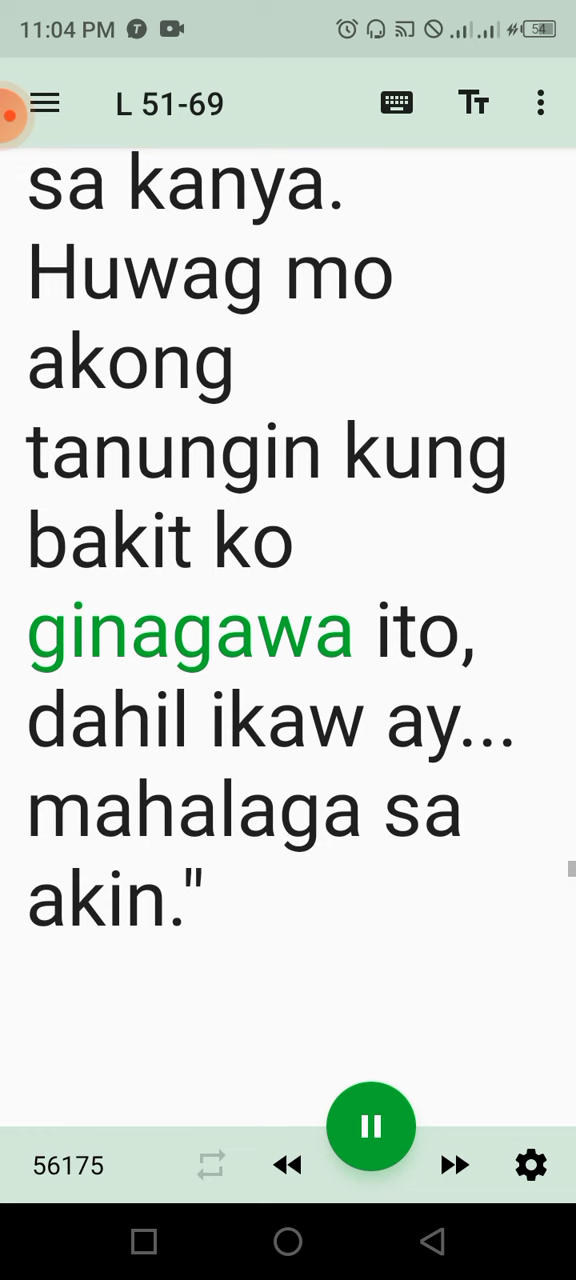 11:04 PM
54
L 51-69
sa kanya.
Huwag mo
akong
tanungin kung
bakit ko
ginagawa ito,
dahil ikaw ay...
mahalaga sa
akin."
56175